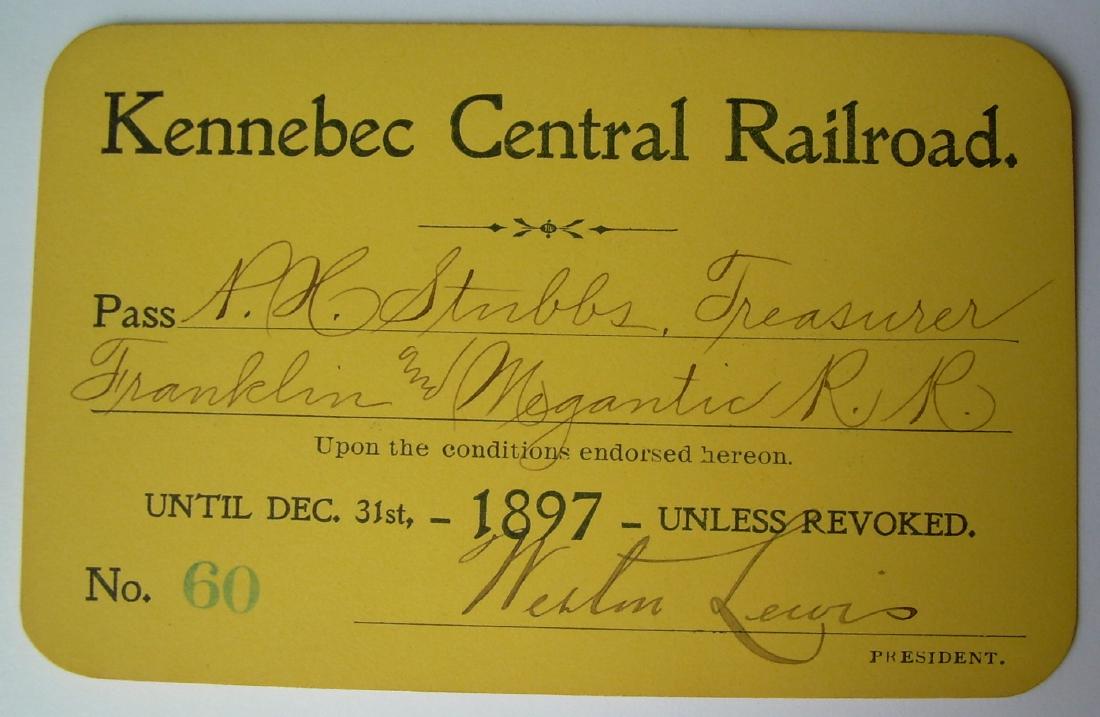 Kennebec Central Railroad.
Pass P. H. Stubbs, Treasurer
Franklin and Megantic R. R.
Upon the conditions endorsed hereon.
UNTIL DEC. 31st, - 1897 - UNLESS REVOKED.
No. 60
Weston Lewis
PRESIDENT.